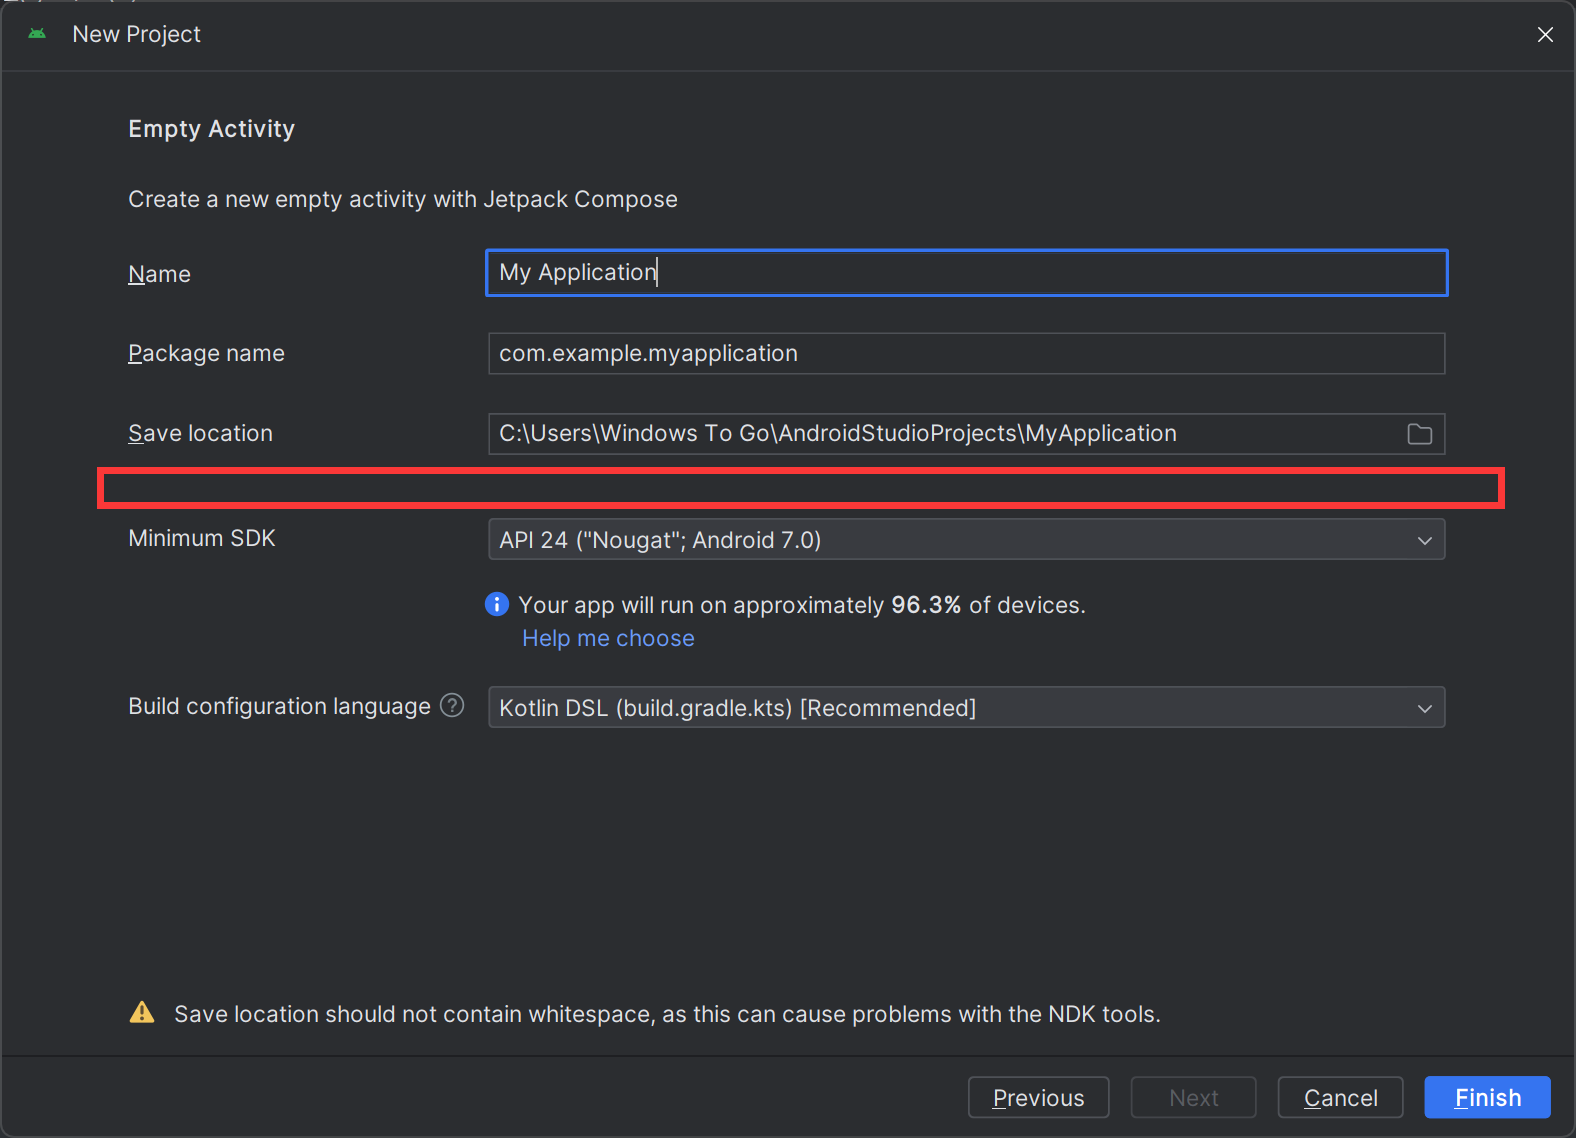 New Project
Empty Activity
Create a new empty activity with Jetpack Compose
Name
My Application
Package name
com.example.myapplication
Save location
C:\Users\Windows To Go\AndroidStudioProjects\MyApplication
Minimum SDK
API 24 ("Nougat"; Android 7.0)
Your app will run on approximately 96.3% of devices.
Help me choose
Build configuration language
Kotlin DSL (build.gradle.kts) [Recommended]
Save location should not contain whitespace, as this can cause problems with the NDK tools.
Previous
Next
Cancel
Finish